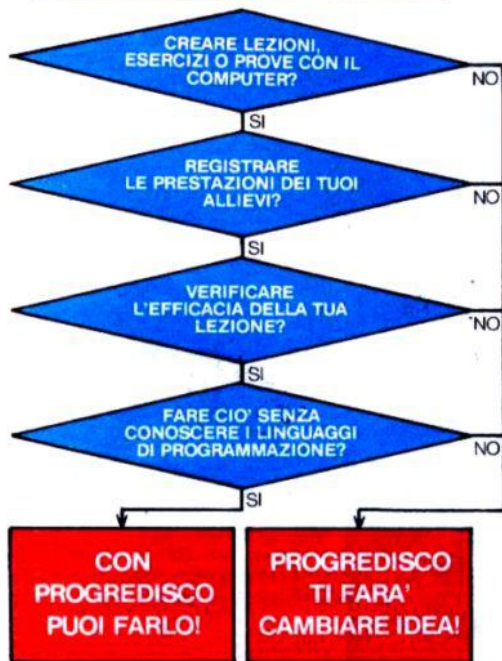 CREARE LEZIONI,
ESERCIZI O PROVE CON IL
COMPUTER?
NO
SI
REGISTRARE
LE PRESTAZIONI DEI TUOI
ALLIEVI?
NO
SI
VERIFICARE
L'EFFICACIA DELLA TUA
LEZIONE?
NO
SI
FARE CIO' SENZA
CONOSCERE I LINGUAGGI
DI PROGRAMMAZIONE?
NO
SI
CON
PROGREDISCO
PUOI FARLO!
PROGREDISCO
TI FARA'
CAMBIARE IDEA!